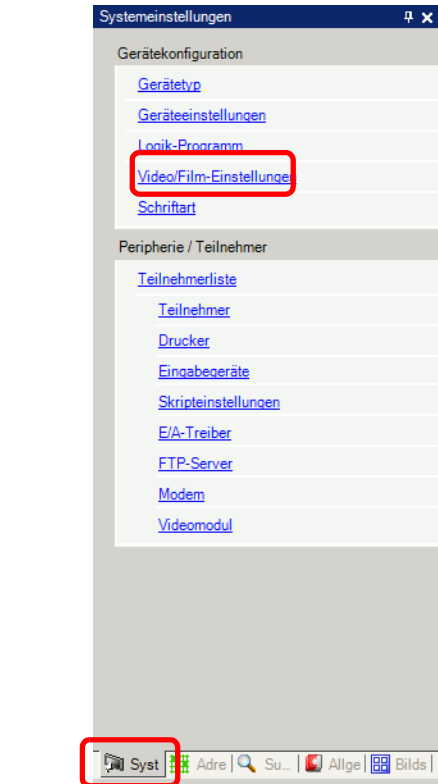 Systemeinstellungen
Gerätekonfiguration
Gerätetyp
Geräteeinstellungen
Logik-Programm
Video/Film-Einstellungen
Schriftart
Peripherie / Teilnehmer
Teilnehmerliste
Teilnehmer
Drucker
Eingabegeräte
Skripteinstellungen
E/A-Treiber
FTP-Server
Modem
Videomodul
Syst Adre Su... Allge Bilds